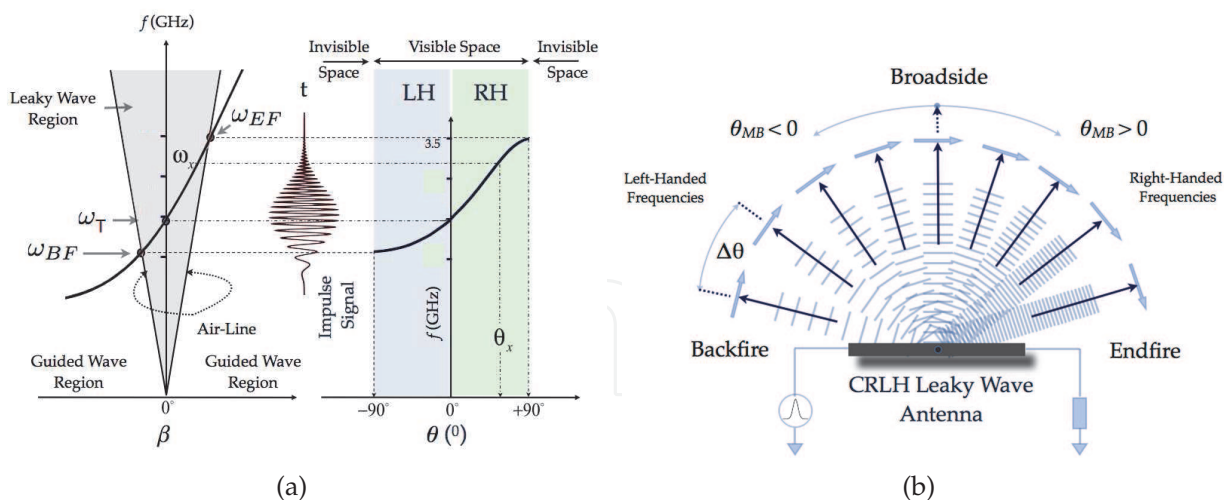 f (GHz)
Leaky Wave
Region
ω_EF
ω_x
ω_T
ω_BF
Air-Line
Guided Wave
Region
Guided Wave
Region
0°
β
t
Impulse
Signal
Invisible
Space
Visible Space
Invisible
Space
LH
RH
3.5
f (GHz)
θ_x
−90°
0°
+90°
θ (⁰)
(a)
Broadside
θ_MB < 0
θ_MB > 0
Left-Handed
Frequencies
Right-Handed
Frequencies
Δθ
Backfire
Endfire
CRLH Leaky Wave
Antenna
(b)